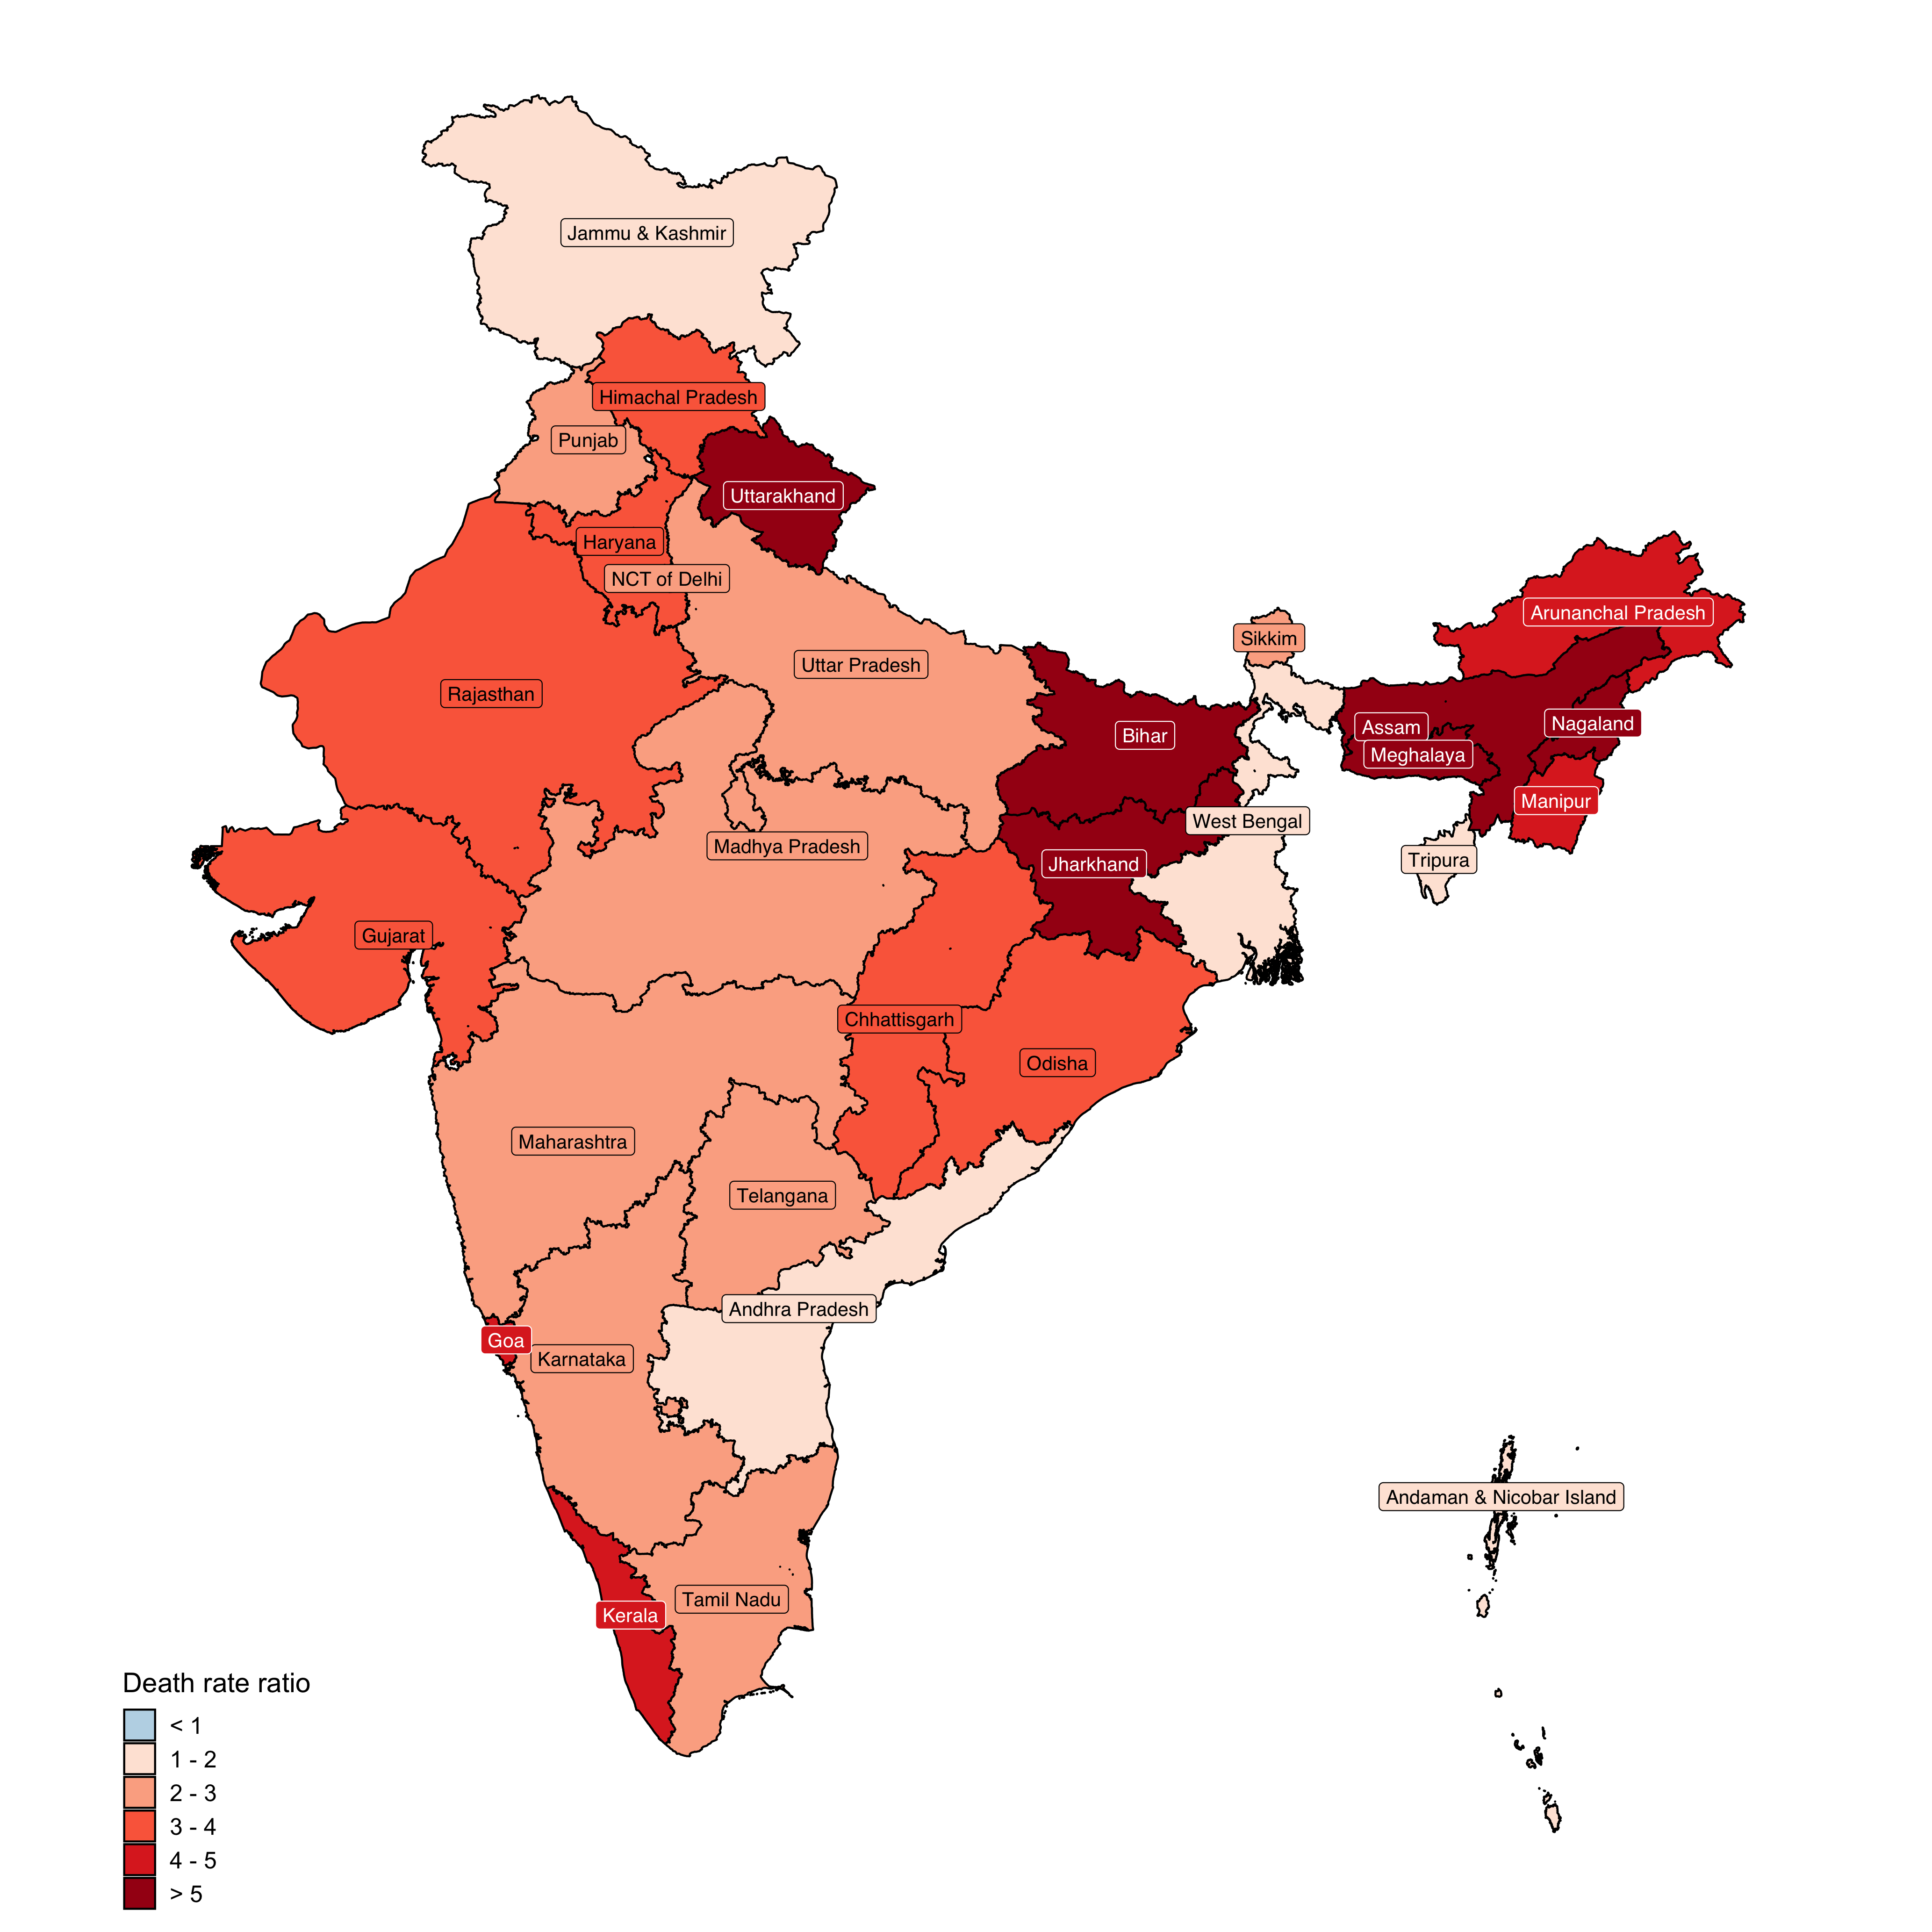 Jammu & Kashmir
Himachal Pradesh
Punjab
Uttarakhand
Haryana
NCT of Delhi
Arunanchal Pradesh
Sikkim
Uttar Pradesh
Rajasthan
Nagaland
Assam
Bihar
Meghalaya
Manipur
West Bengal
Madhya Pradesh
Tripura
Jharkhand
Gujarat
Chhattisgarh
Odisha
Maharashtra
Telangana
Andhra Pradesh
Goa
Karnataka
Andaman & Nicobar Island
Tamil Nadu
Kerala
Death rate ratio
< 1
1 - 2
2 - 3
3 - 4
4 - 5
> 5